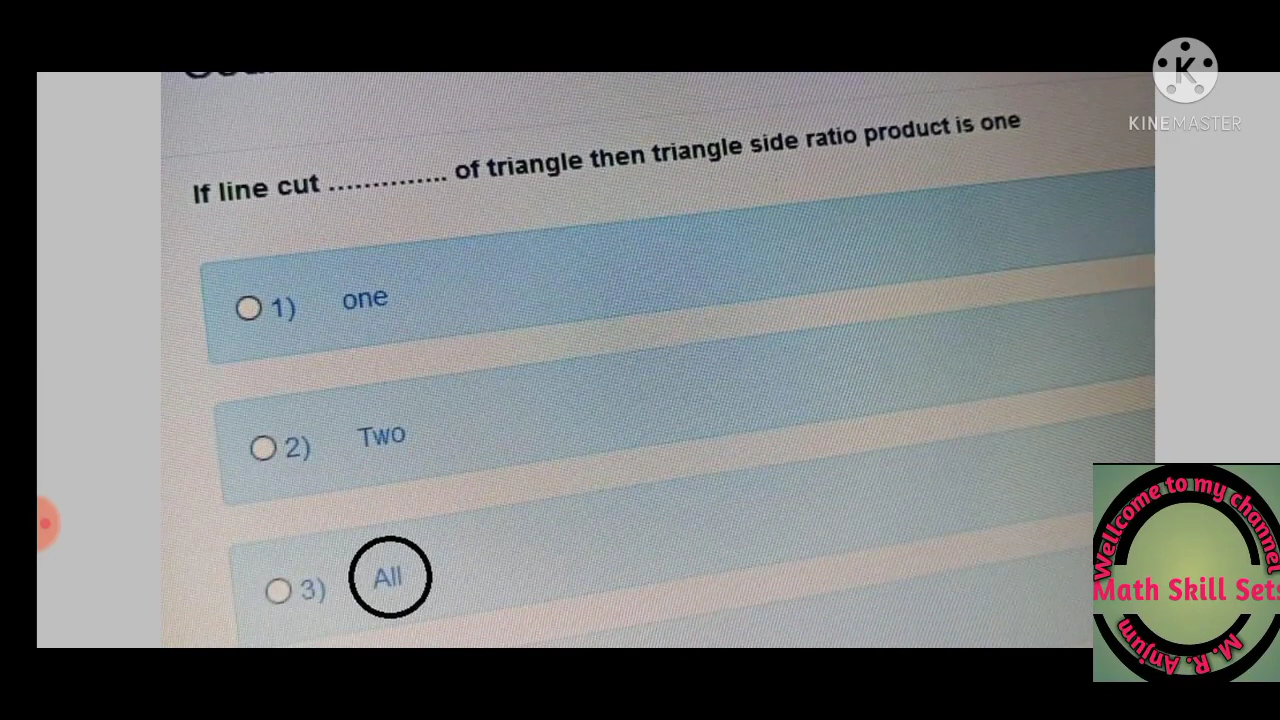 K
KINEMASTER
If line cut .............. of triangle then triangle side ratio product is one
1) one
2) Two
3) All
Wellcome to my channel
Math Skill Sets
M. R. Anjum